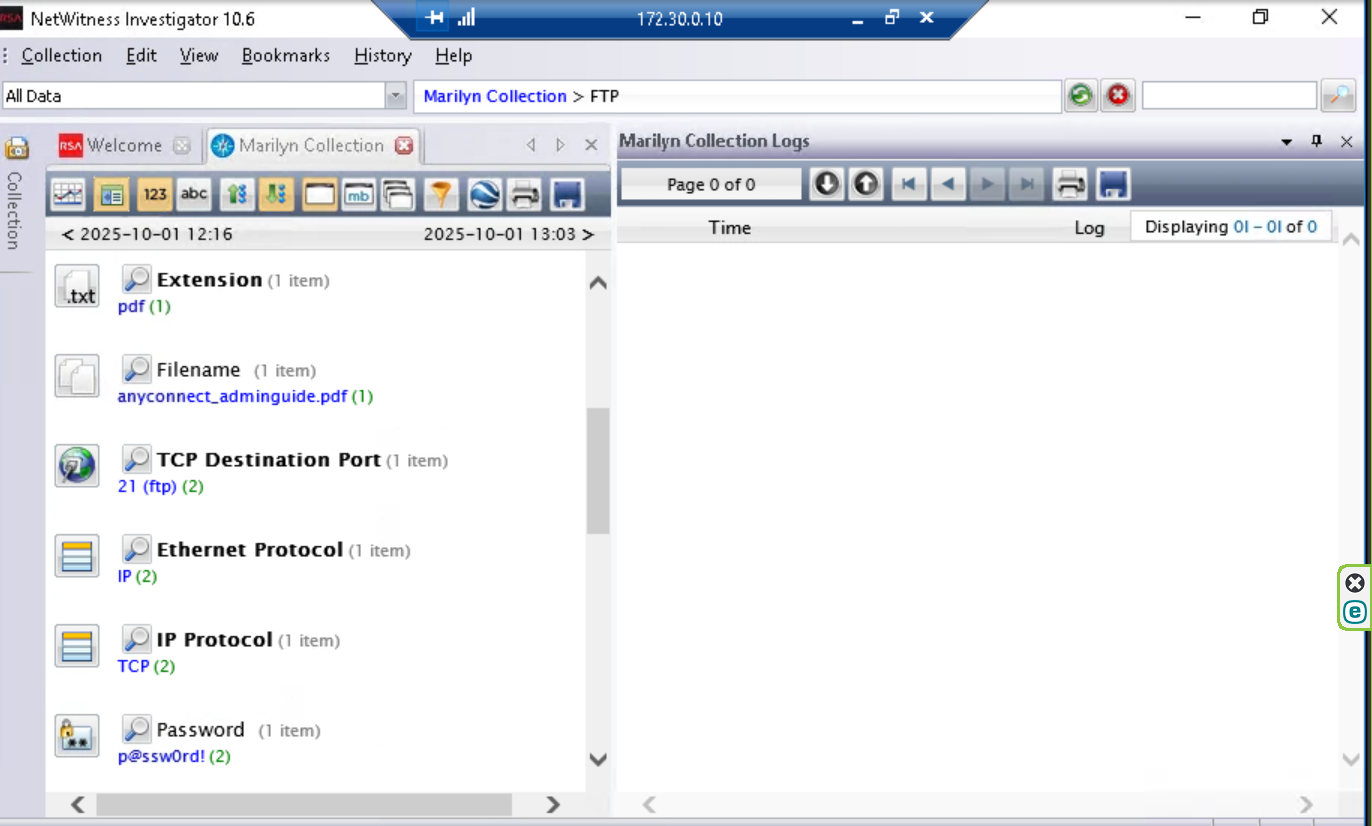 RSA NetWitness Investigator 10.6
172.30.0.10
Collection Edit View Bookmarks History Help
All Data
Marilyn Collection > FTP
Collection
RSA Welcome
Marilyn Collection
Marilyn Collection Logs
123 abc mb
Page 0 of 0
< 2025-10-01 12:16
2025-10-01 13:03 >
Time
Log
Displaying 0l - 0l of 0
.txt
Extension (1 item)
pdf (1)
Filename (1 item)
anyconnect_adminguide.pdf (1)
TCP Destination Port (1 item)
21 (ftp) (2)
Ethernet Protocol (1 item)
IP (2)
IP Protocol (1 item)
TCP (2)
Password (1 item)
**
p@ssw0rd! (2)
e